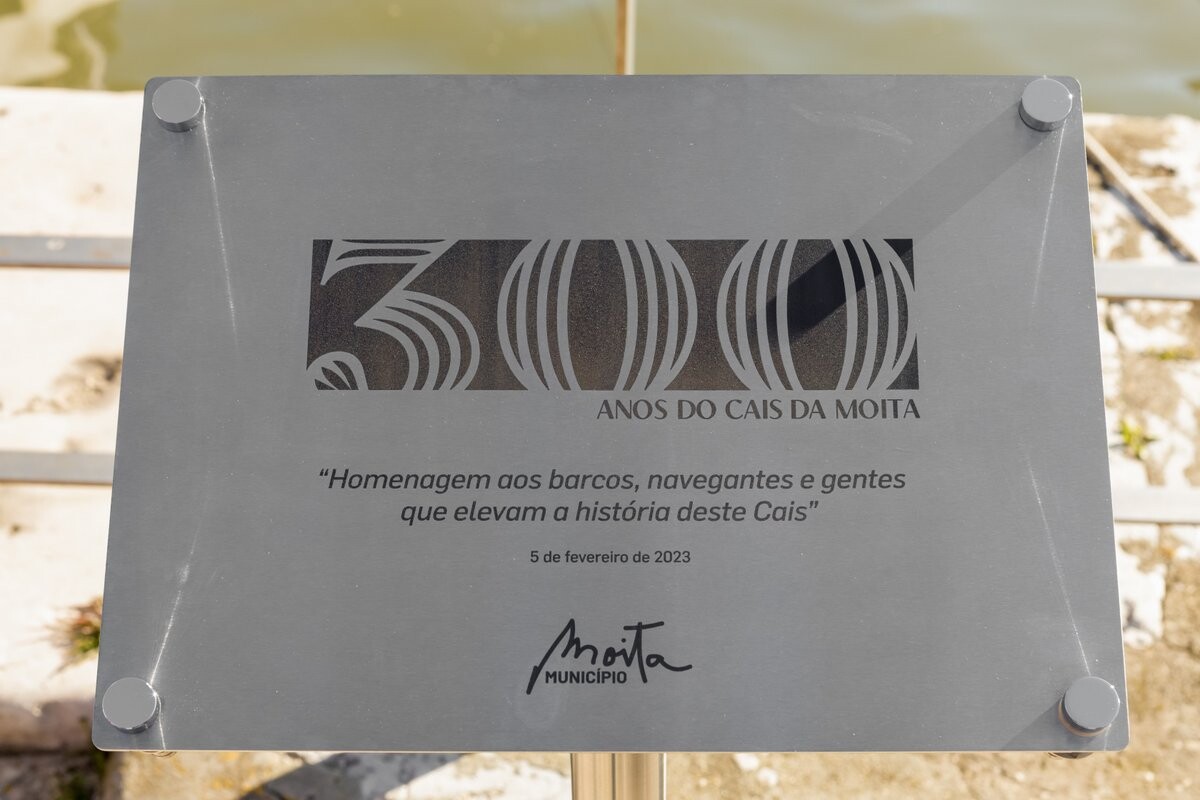 300
ANOS DO CAIS DA MOITA
“Homenagem aos barcos, navegantes e gentes
que elevam a história deste Cais”
5 de fevereiro de 2023
Moita
MUNICÍPIO